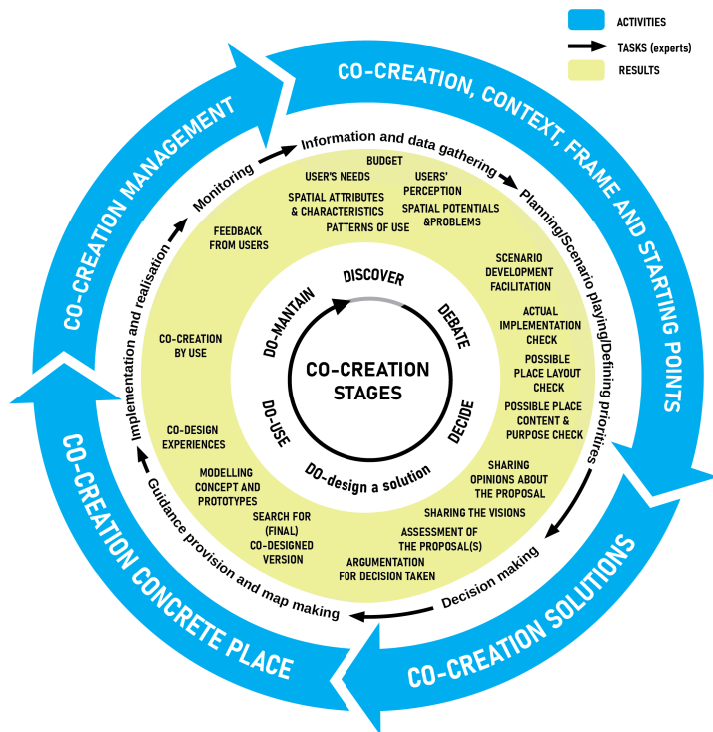 ACTIVITIES
TASKS (experts)
RESULTS
CO-CREATION, CONTEXT, FRAME AND STARTING POINTS
CO-CREATION SOLUTIONS
CO-CREATION CONCRETE PLACE
CO-CREATION MANAGEMENT
Information and data gathering
Planning/Scenario playing/Defining prioritires
Decision making
Guidance provision and map making
Implementation and realisation
Monitoring
BUDGET
USER'S NEEDS
USERS'
PERCEPTION
SPATIAL ATTRIBUTES
& CHARACTERISTICS
SPATIAL POTENTIALS
&PROBLEMS
PATTERNS OF USE
FEEDBACK
FROM USERS
SCENARIO
DEVELOPMENT
FACILITATION
ACTUAL
IMPLEMENTATION
CHECK
POSSIBLE
PLACE LAYOUT
CHECK
POSSIBLE PLACE
CONTENT &
PURPOSE CHECK
SHARING
OPINIONS ABOUT
THE PROPOSAL
SHARING THE VISIONS
ASSESSMENT OF
THE PROPOSAL(S)
ARGUMENTATION
FOR DECISION TAKEN
SEARCH FOR
(FINAL)
CO-DESIGNED
VERSION
MODELLING
CONCEPT AND
PROTOTYPES
CO-DESIGN
EXPERIENCES
CO-CREATION
BY USE
DISCOVER
DEBATE
DECIDE
DO-design a solution
DO-USE
DO-MANTAIN
CO-CREATION
STAGES